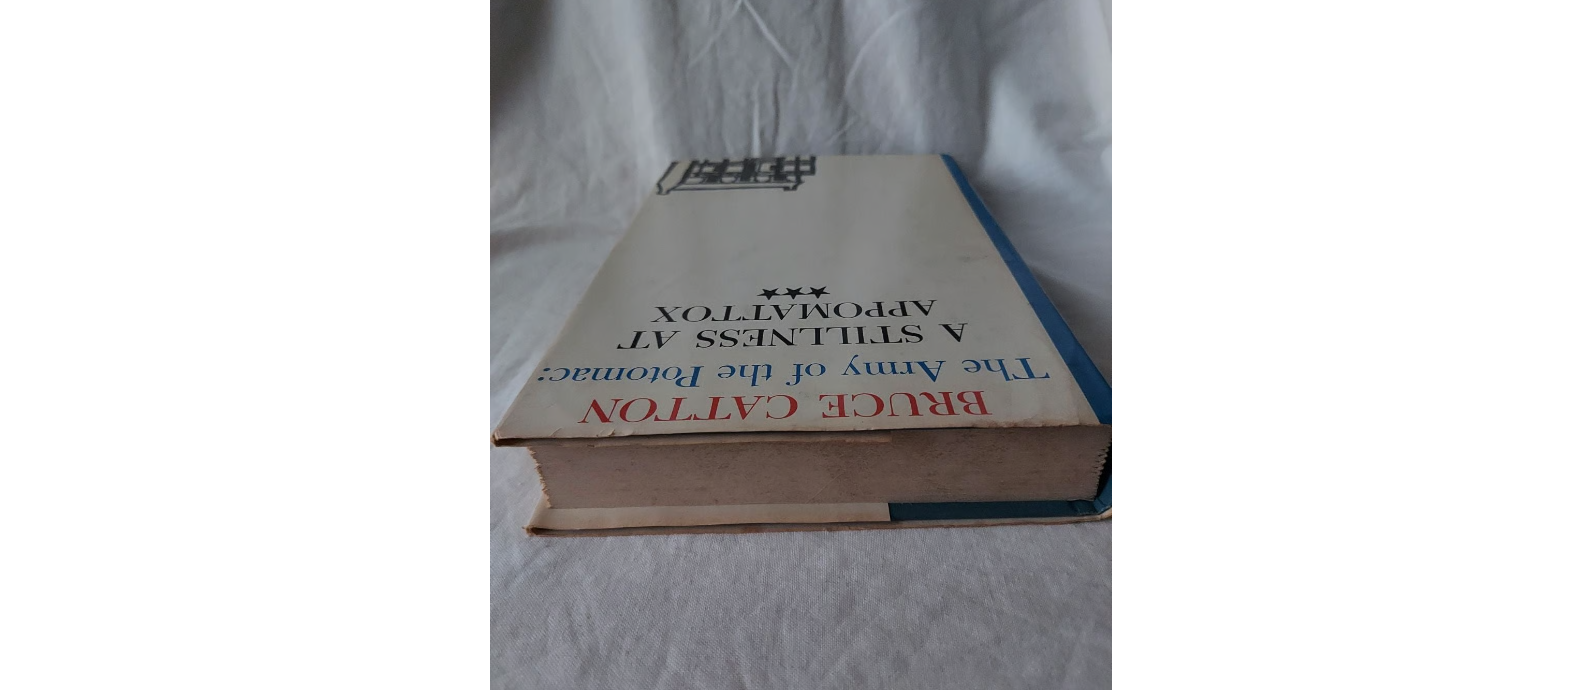 BRUCE CATTON
The Army of the Potomac:
A STILLNESS AT
APPOMATTOX
★★★